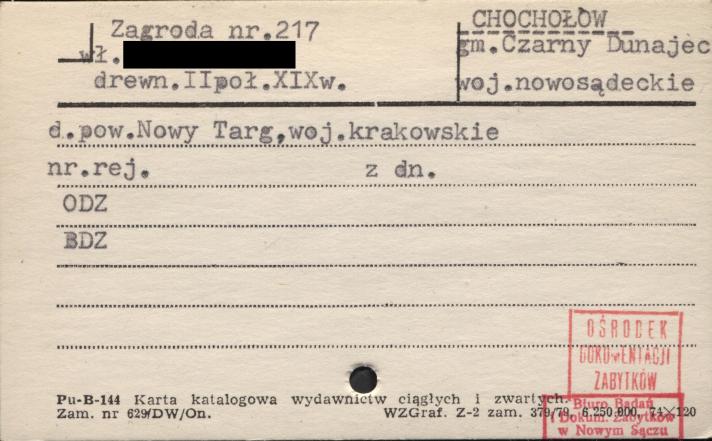 Zagroda nr.217
wł.
drewn.IIpoł.XIXw.
CHOCHOŁÓW
gm.Czarny Dunajec
woj.nowosądeckie
d.pow.Nowy Targ,woj.krakowskie
nr.rej. z dn.
ODZ
BDZ
OŚRODEK
DOKUMENTACJI
ZABYTKÓW
Biuro Badań
i Dokum. Zabytków
w Nowym Sączu
Pu-B-144 Karta katalogowa wydawnictw ciągłych i zwartych.
Zam. nr 629/DW/On. WZGraf. Z-2 zam. 379/79 6.250.000 74×120